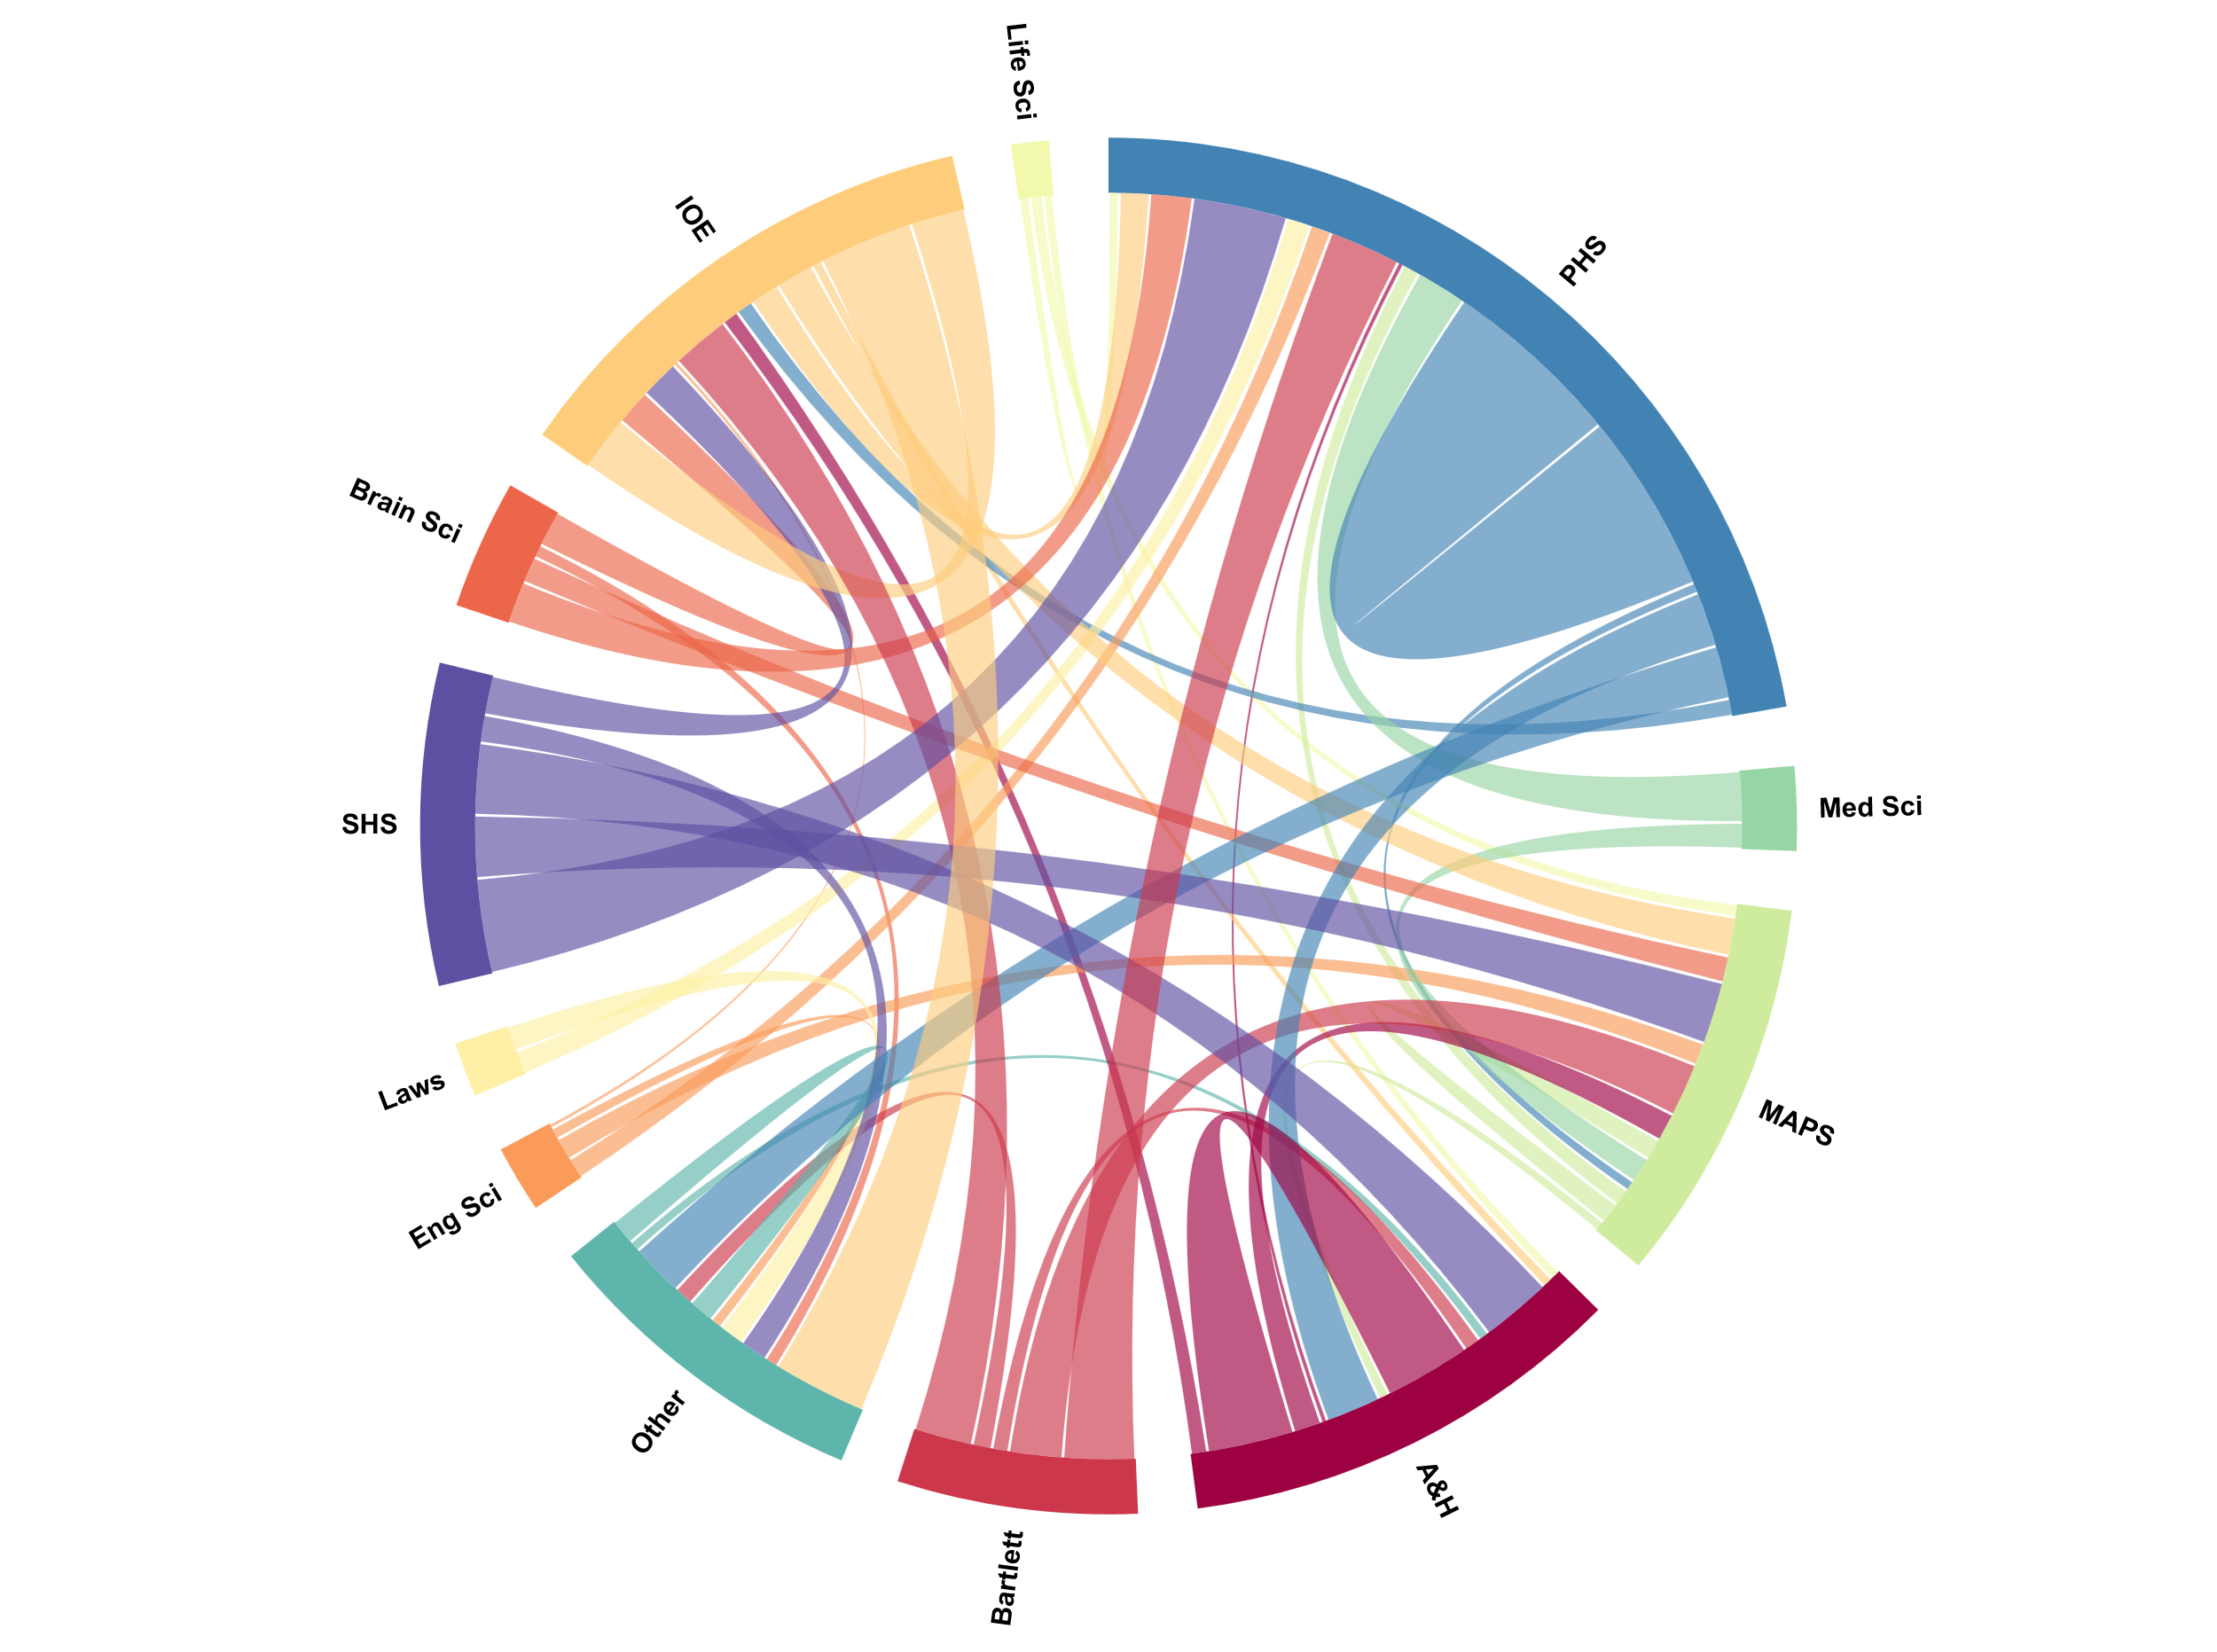 Life Sci
PHS
IOE
Brain Sci
Med Sci
SHS
Laws
MAPS
Eng Sci
Other
A&H
Bartlett